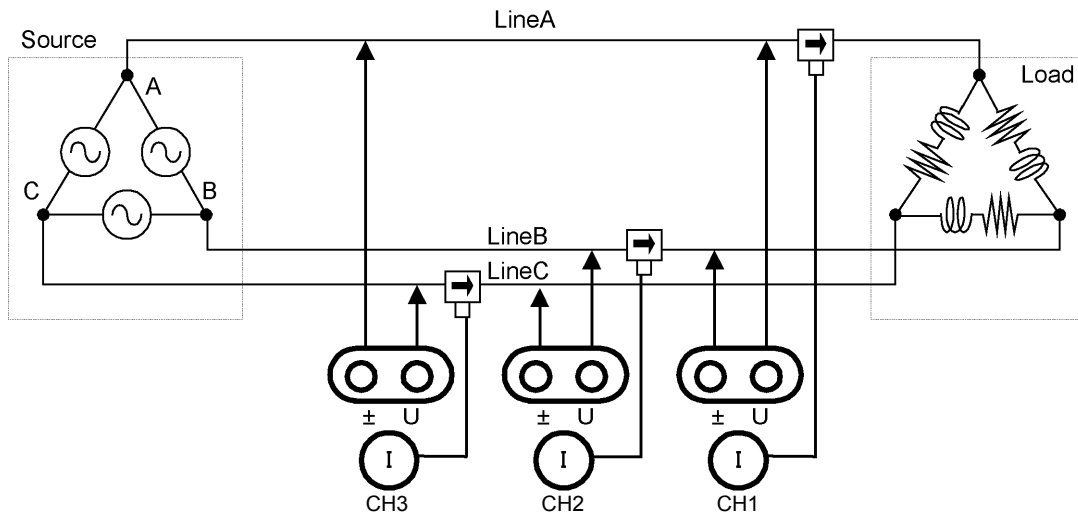 LineA
Source
Load
A
C
B
LineB
LineC
± U
± U
± U
I
I
I
CH3
CH2
CH1